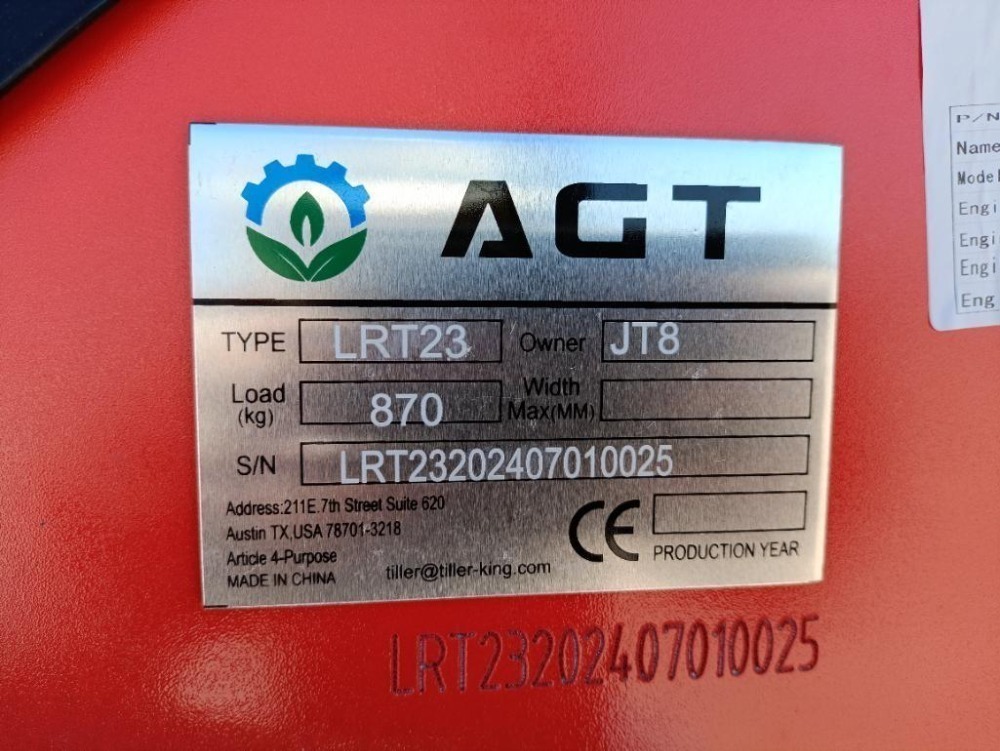 AGT
TYPE LRT23 Owner JT8
Load (kg) 870 Width Max(MM)
S/N LRT23202407010025
Address:211E.7th Street Suite 620
Austin TX,USA 78701-3218
Article 4-Purpose
MADE IN CHINA
tiller@tiller-king.com
CE
PRODUCTION YEAR
LRT23202407010025
P/N
Name
Model
Engi
Engi
Engi
Eng